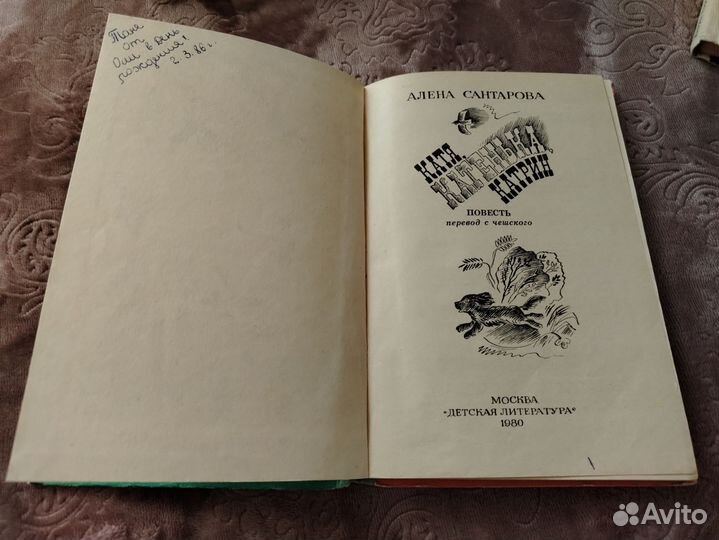 Таня
от
Оли в день
рождения!
2.3.86 г.
АЛЕНА САНТАРОВА
КАТЯ,
КАТЕНЬКА,
КАТРИН
ПОВЕСТЬ
перевод с чешского
МОСКВА
"ДЕТСКАЯ ЛИТЕРАТУРА"
1980
Avito